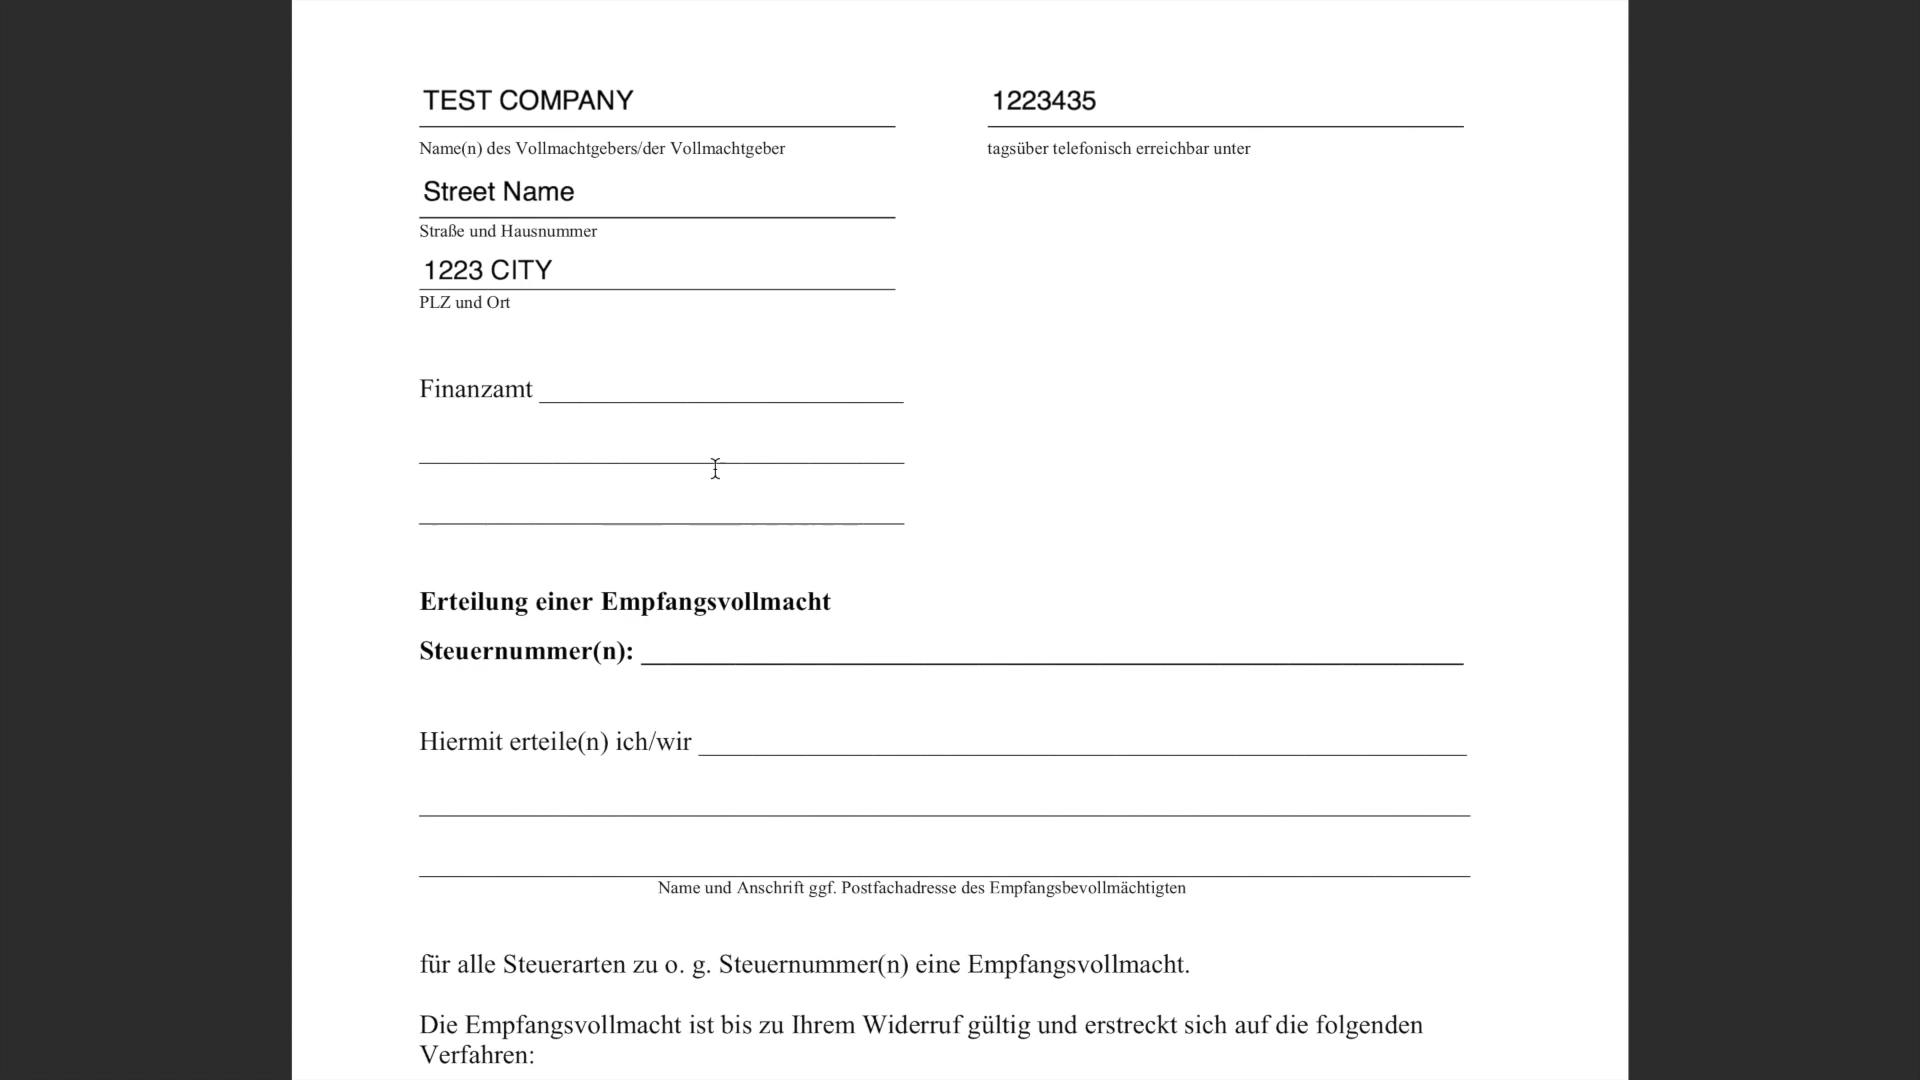 TEST COMPANY 1223435
Name(n) des Vollmachtgebers/der Vollmachtgeber tagsüber telefonisch erreichbar unter
Street Name
Straße und Hausnummer
1223 CITY
PLZ und Ort
Finanzamt
Erteilung einer Empfangsvollmacht
Steuernummer(n):
Hiermit erteile(n) ich/wir
Name und Anschrift ggf. Postfachadresse des Empfangsbevollmächtigten
für alle Steuerarten zu o. g. Steuernummer(n) eine Empfangsvollmacht.
Die Empfangsvollmacht ist bis zu Ihrem Widerruf gültig und erstreckt sich auf die folgenden
Verfahren: